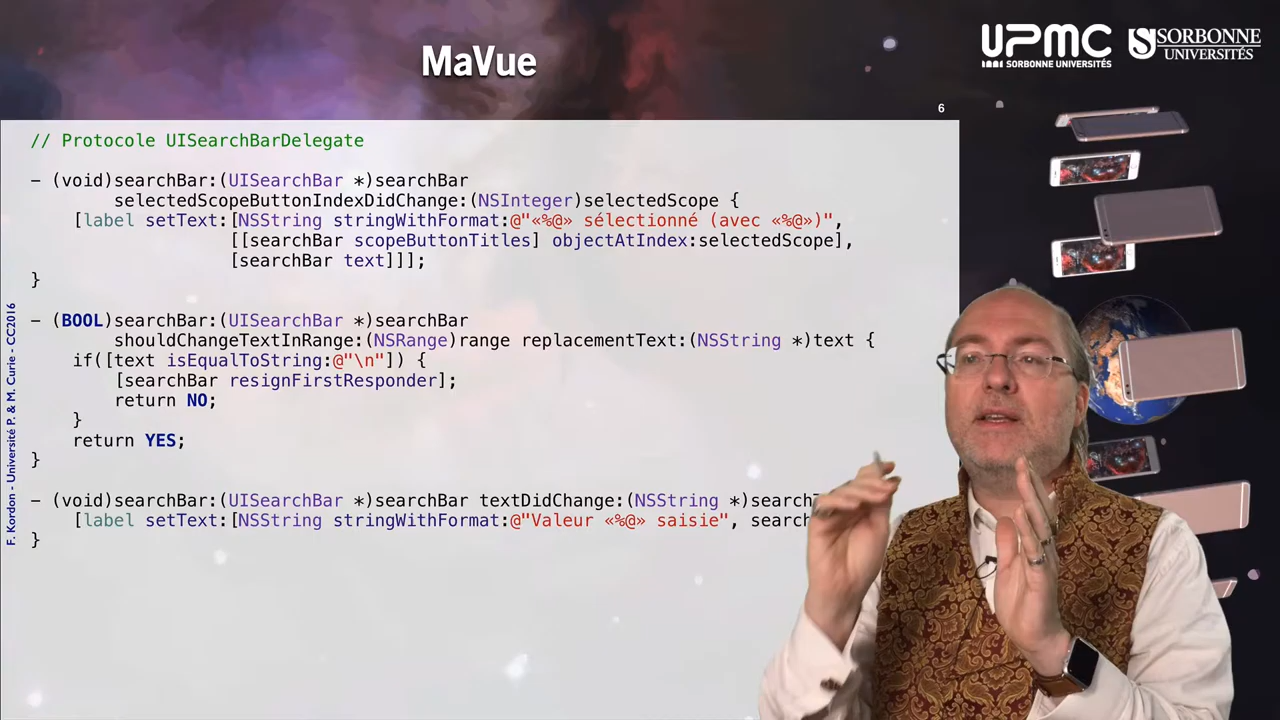 MaVue
UPMC
SORBONNE UNIVERSITÉS
SORBONNE
UNIVERSITÉS
6
// Protocole UISearchBarDelegate
- (void)searchBar:(UISearchBar *)searchBar
selectedScopeButtonIndexDidChange:(NSInteger)selectedScope {
[label setText:[NSString stringWithFormat:@"«%@» sélectionné (avec «%@»)",
[[searchBar scopeButtonTitles] objectAtIndex:selectedScope],
[searchBar text]]];
}
- (BOOL)searchBar:(UISearchBar *)searchBar
shouldChangeTextInRange:(NSRange)range replacementText:(NSString *)text {
if([text isEqualToString:@"\n"]) {
[searchBar resignFirstResponder];
return NO;
}
return YES;
}
- (void)searchBar:(UISearchBar *)searchBar textDidChange:(NSString *)
[label setText:[NSString stringWithFormat:@"Valeur «%@» saisie", search
}
F. Kordon - Université P. & M. Curie - CC2016